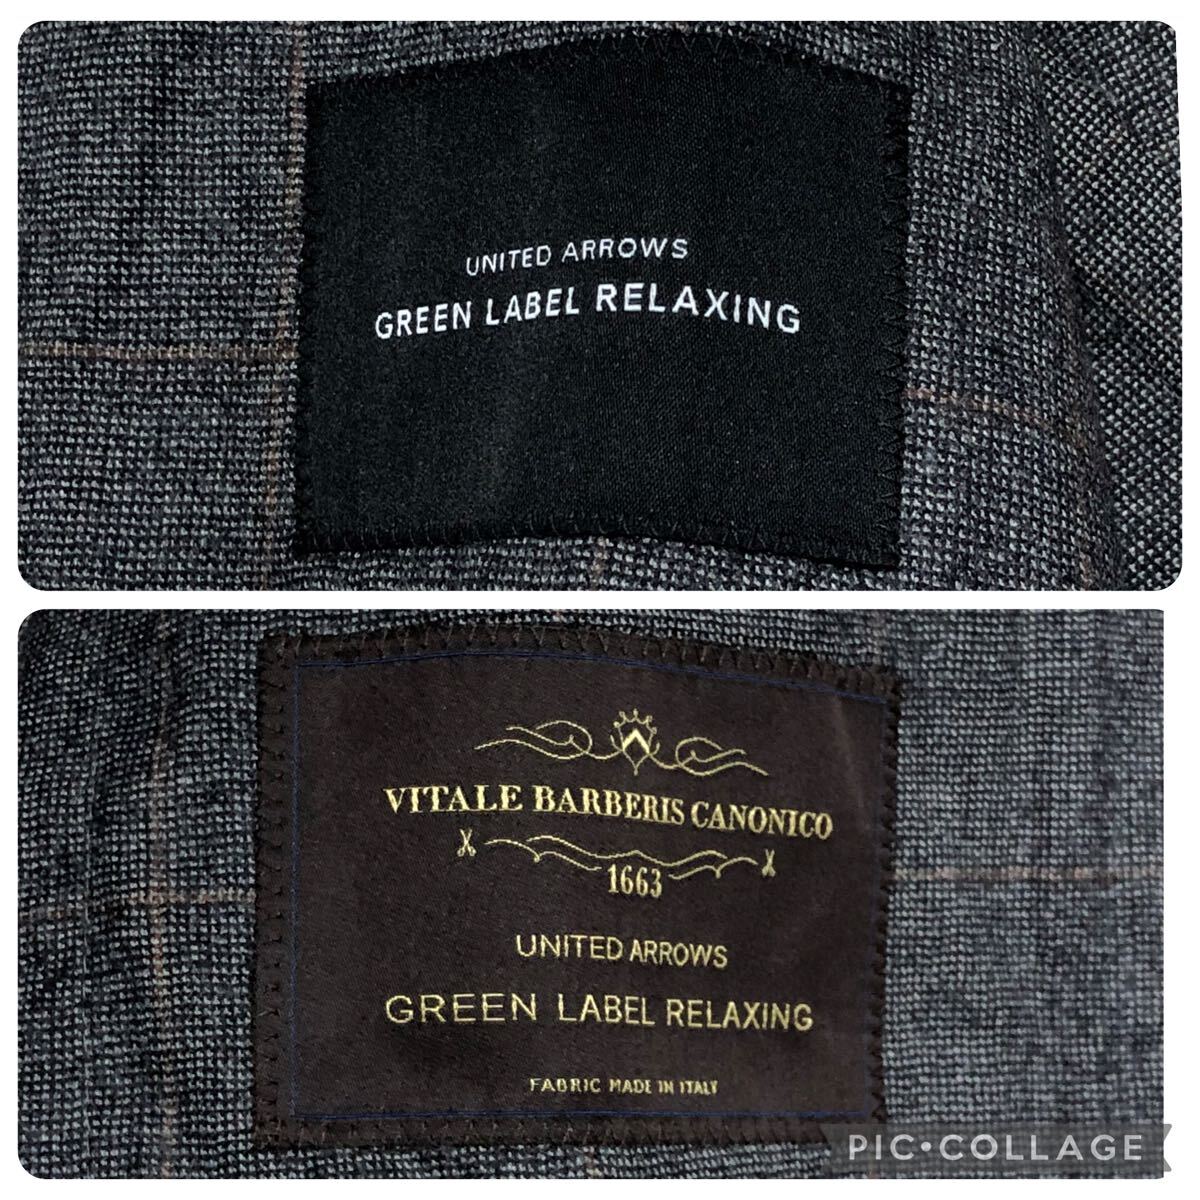 UNITED ARROWS
GREEN LABEL RELAXING
VITALE BARBERIS CANONICO
1663
UNITED ARROWS
GREEN LABEL RELAXING
FABRIC MADE IN ITALY
PIC•COLLAGE